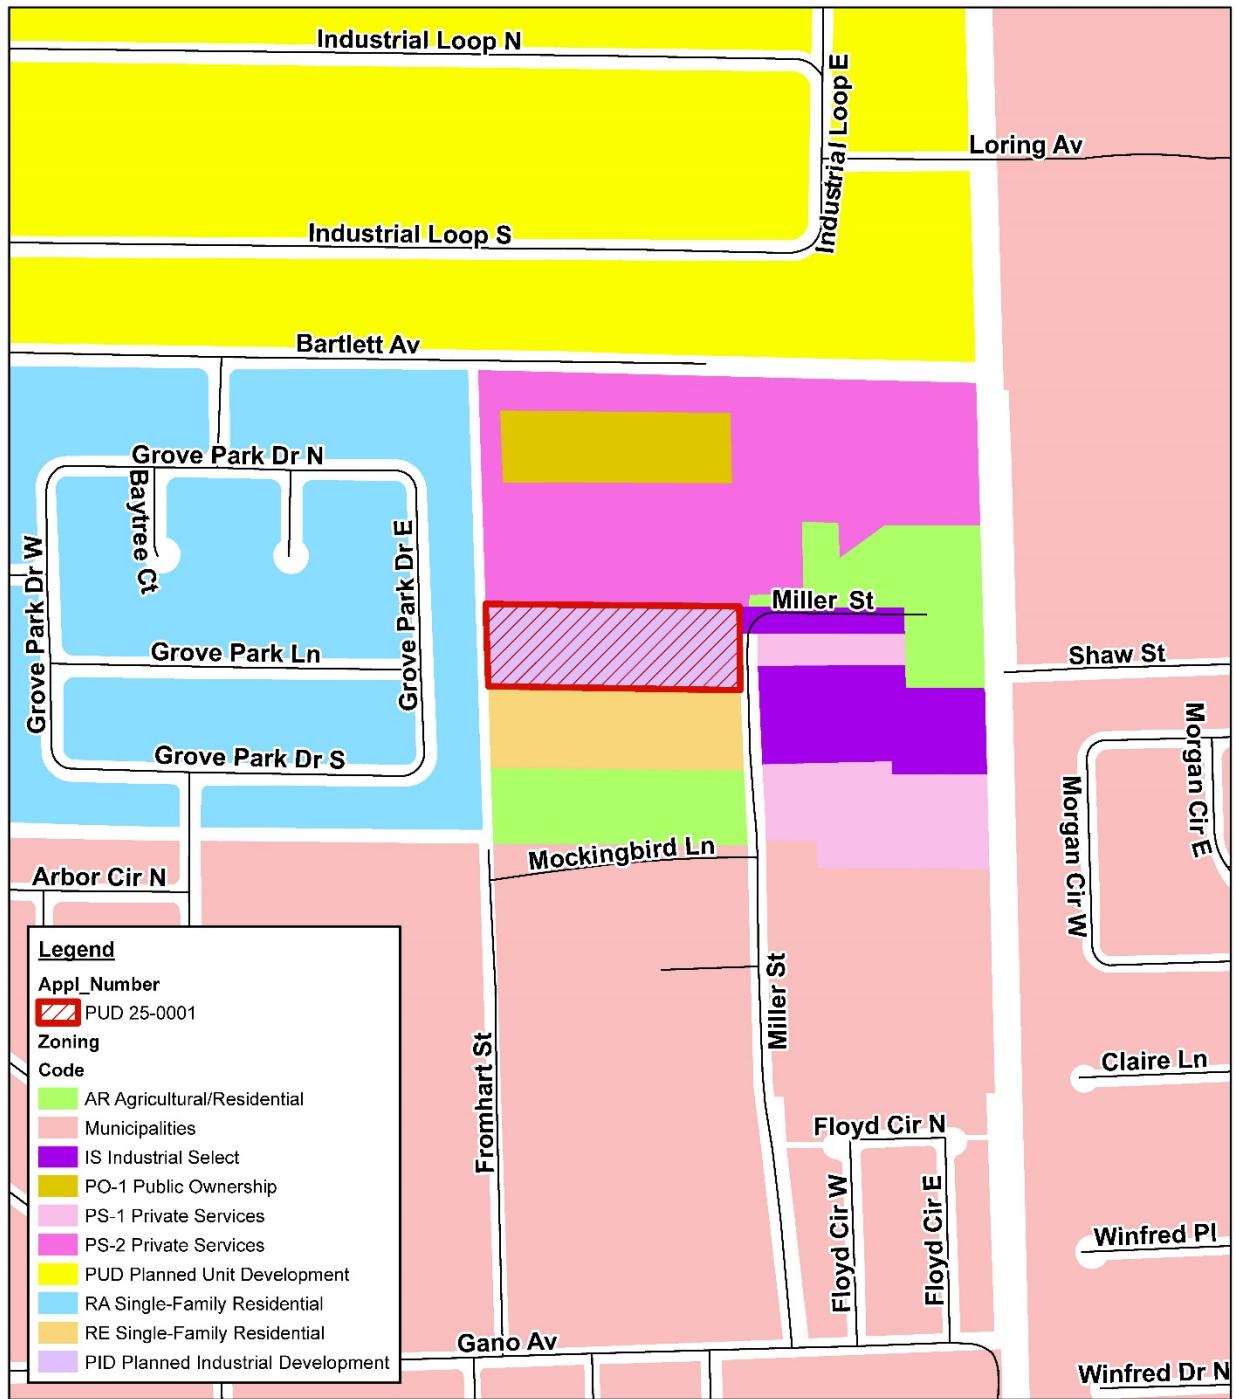 Industrial Loop N
Industrial Loop E
Loring Av
Industrial Loop S
Bartlett Av
Grove Park Dr N
Baytree Ct
Grove Park Dr W
Grove Park Dr E
Miller St
Grove Park Ln
Shaw St
Grove Park Dr S
Morgan Cir E
Morgan Cir W
Mockingbird Ln
Arbor Cir N
Miller St
Fromhart St
Claire Ln
Floyd Cir N
Floyd Cir W
Floyd Cir E
Winfred Pl
Gano Av
Winfred Dr N
Legend
Appl_Number
PUD 25-0001
Zoning
Code
AR Agricultural/Residential
Municipalities
IS Industrial Select
PO-1 Public Ownership
PS-1 Private Services
PS-2 Private Services
PUD Planned Unit Development
RA Single-Family Residential
RE Single-Family Residential
PID Planned Industrial Development